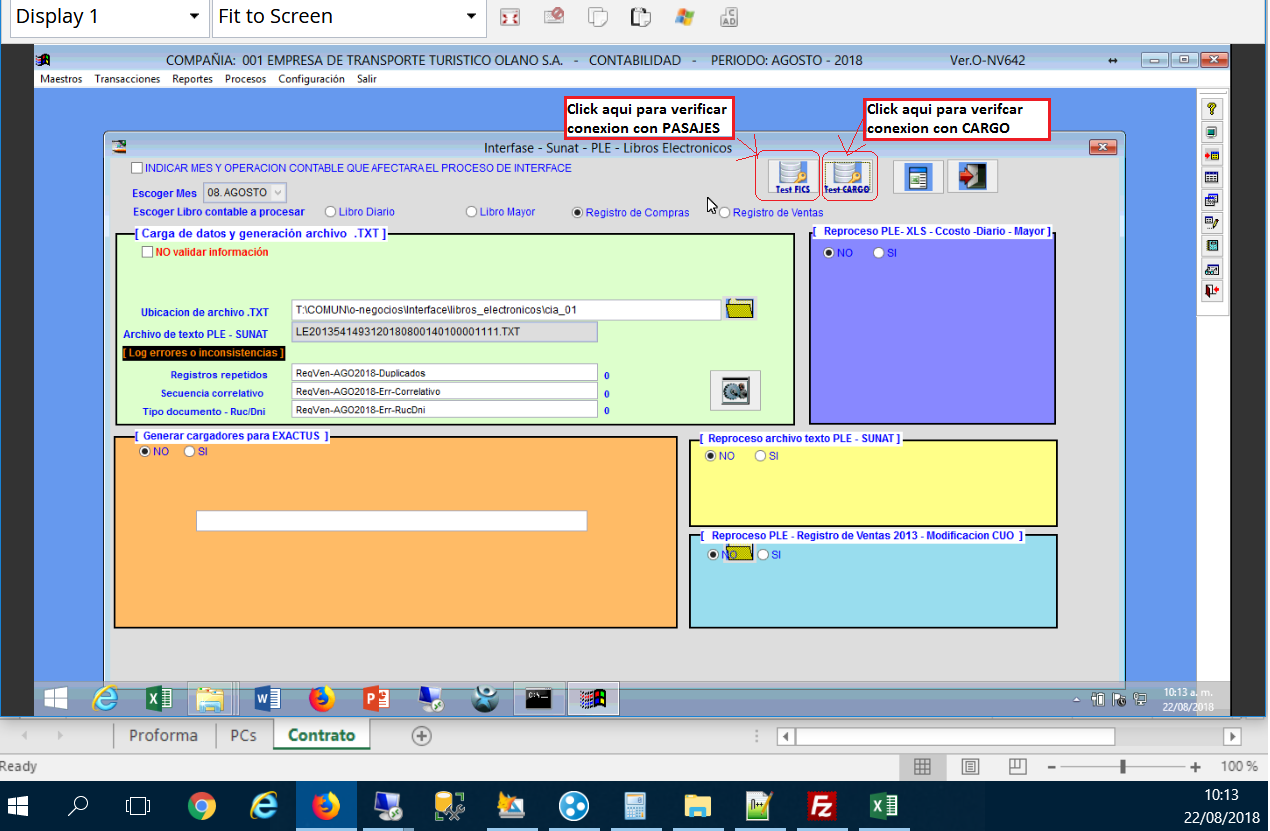 Display 1
Fit to Screen
COMPAÑIA: 001 EMPRESA DE TRANSPORTE TURISTICO OLANO S.A. - CONTABILIDAD - PERIODO: AGOSTO - 2018
Ver.O-NV642
Maestros Transacciones Reportes Procesos Configuración Salir
Click aqui para verificar
conexion con PASAJES
Click aqui para verifcar
conexion con CARGO
Interfase - Sunat - PLE - Libros Electronicos
INDICAR MES Y OPERACION CONTABLE QUE AFECTARA EL PROCESO DE INTERFACE
Test FICS
Test CARGO
Escoger Mes 08. AGOSTO
Escoger Libro contable a procesar Libro Diario Libro Mayor Registro de Compras Registro de Ventas
[ Carga de datos y generación archivo .TXT ]
NO validar información
[ Reproceso PLE- XLS - Ccosto -Diario - Mayor ]
NO SI
Ubicacion de archivo .TXT T:\COMUN\o-negocios\Interface\libros_electronicos\cia_01
Archivo de texto PLE - SUNAT LE2013541493120180800140100001111.TXT
[ Log errores o inconsistencias ]
Registros repetidos RegVen-AGO2018-Duplicados 0
Secuencia correlativo RegVen-AGO2018-Err-Correlativo 0
Tipo documento - Ruc/Dni RegVen-AGO2018-Err-RucDni 0
[ Generar cargadores para EXACTUS ]
NO SI
[ Reproceso archivo texto PLE - SUNAT ]
NO SI
[ Reproceso PLE - Registro de Ventas 2013 - Modificacion CUO ]
NO SI
10:13 a. m.
22/08/2018
Proforma PCs Contrato
Ready
100 %
10:13
22/08/2018